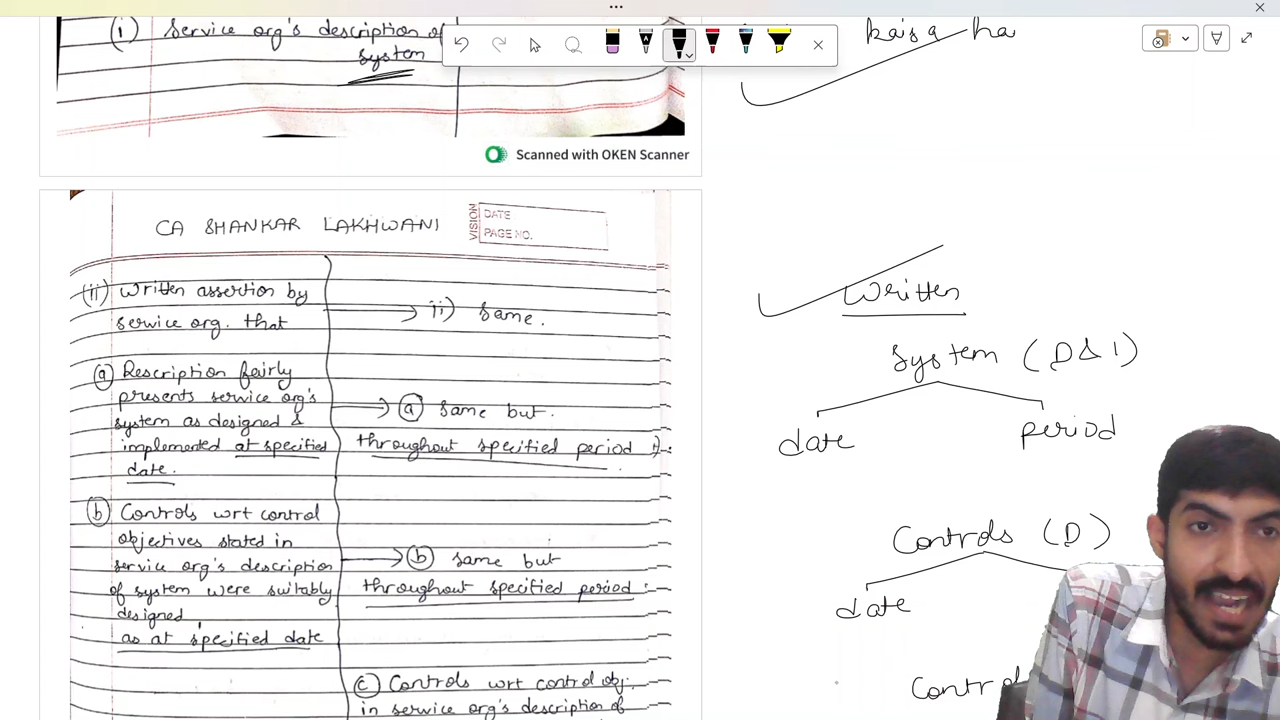 (i) Service org's description of
system
kaisa ha
Scanned with OKEN Scanner
CA SHANKAR LAKHWANI
VISION
DATE
PAGE NO.
(ii) Written assertion by
service org. that
ii) Same.
(a) Rescription fairly
presents service org's
system as designed &
implemented at specified
date.
(a) same but.
throughout specified period
(b) Controls wrt control
objectives stated in
service org's description
of system were suitably
designed
as at specified date
(b) same but
throughout specified period
(c) Controls wrt control obj.
in service org's description of
Written
System (D&I)
date
period
Controls (D)
date